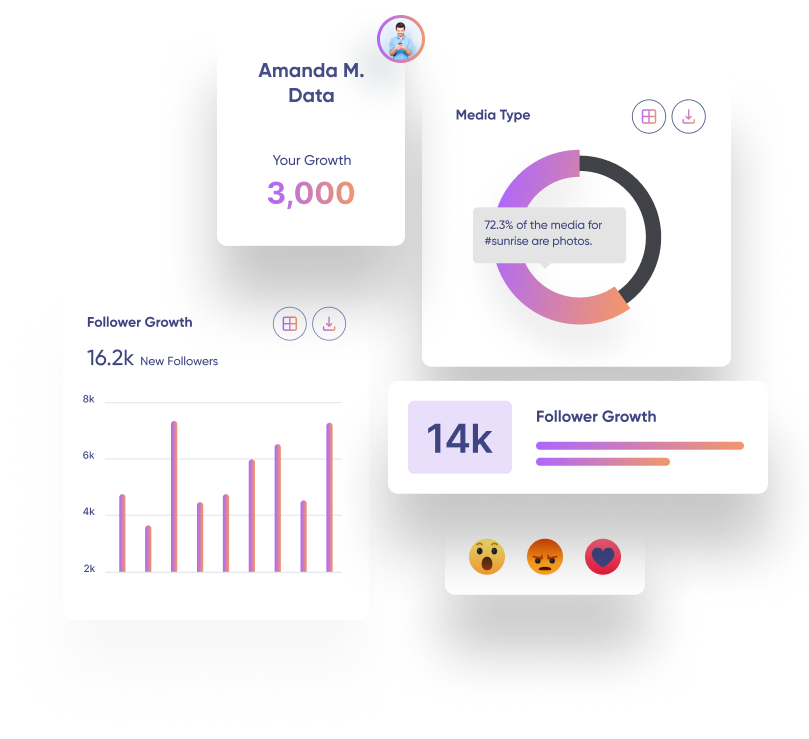 Amanda M.
Data
Your Growth
3,000
Media Type
72.3% of the media for
#sunrise are photos.
Follower Growth
16.2k New Followers
8k
6k
4k
2k
14k
Follower Growth